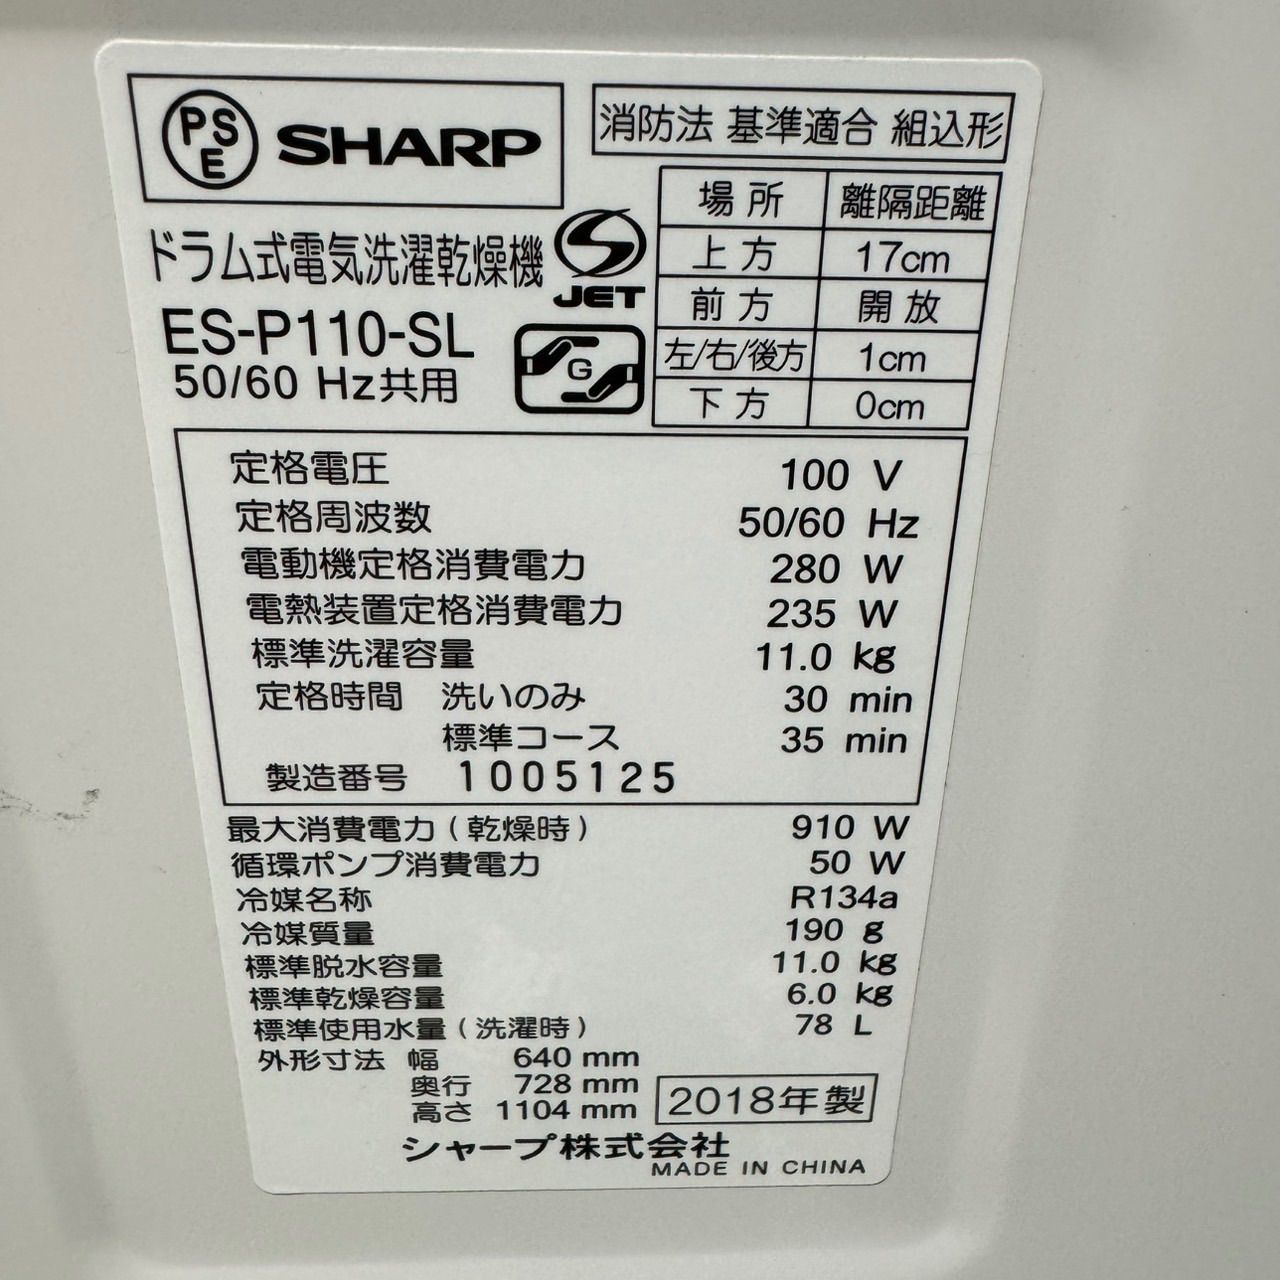 PS E SHARP
消防法 基準適合 組込形
場所 離隔距離
上方 17cm
前方 開放
左/右/後方 1cm
下方 0cm
ドラム式電気洗濯乾燥機
S JET
ES-P110-SL
G
50/60 Hz共用
定格電圧 100 V
定格周波数 50/60 Hz
電動機定格消費電力 280 W
電熱装置定格消費電力 235 W
標準洗濯容量 11.0 kg
定格時間 洗いのみ 30 min
標準コース 35 min
製造番号 1005125
最大消費電力(乾燥時) 910 W
循環ポンプ消費電力 50 W
冷媒名称 R134a
冷媒質量 190 g
標準脱水容量 11.0 kg
標準乾燥容量 6.0 kg
標準使用水量(洗濯時) 78 L
外形寸法 幅 640 mm
奥行 728 mm
高さ 1104 mm
2018年製
シャープ株式会社
MADE IN CHINA